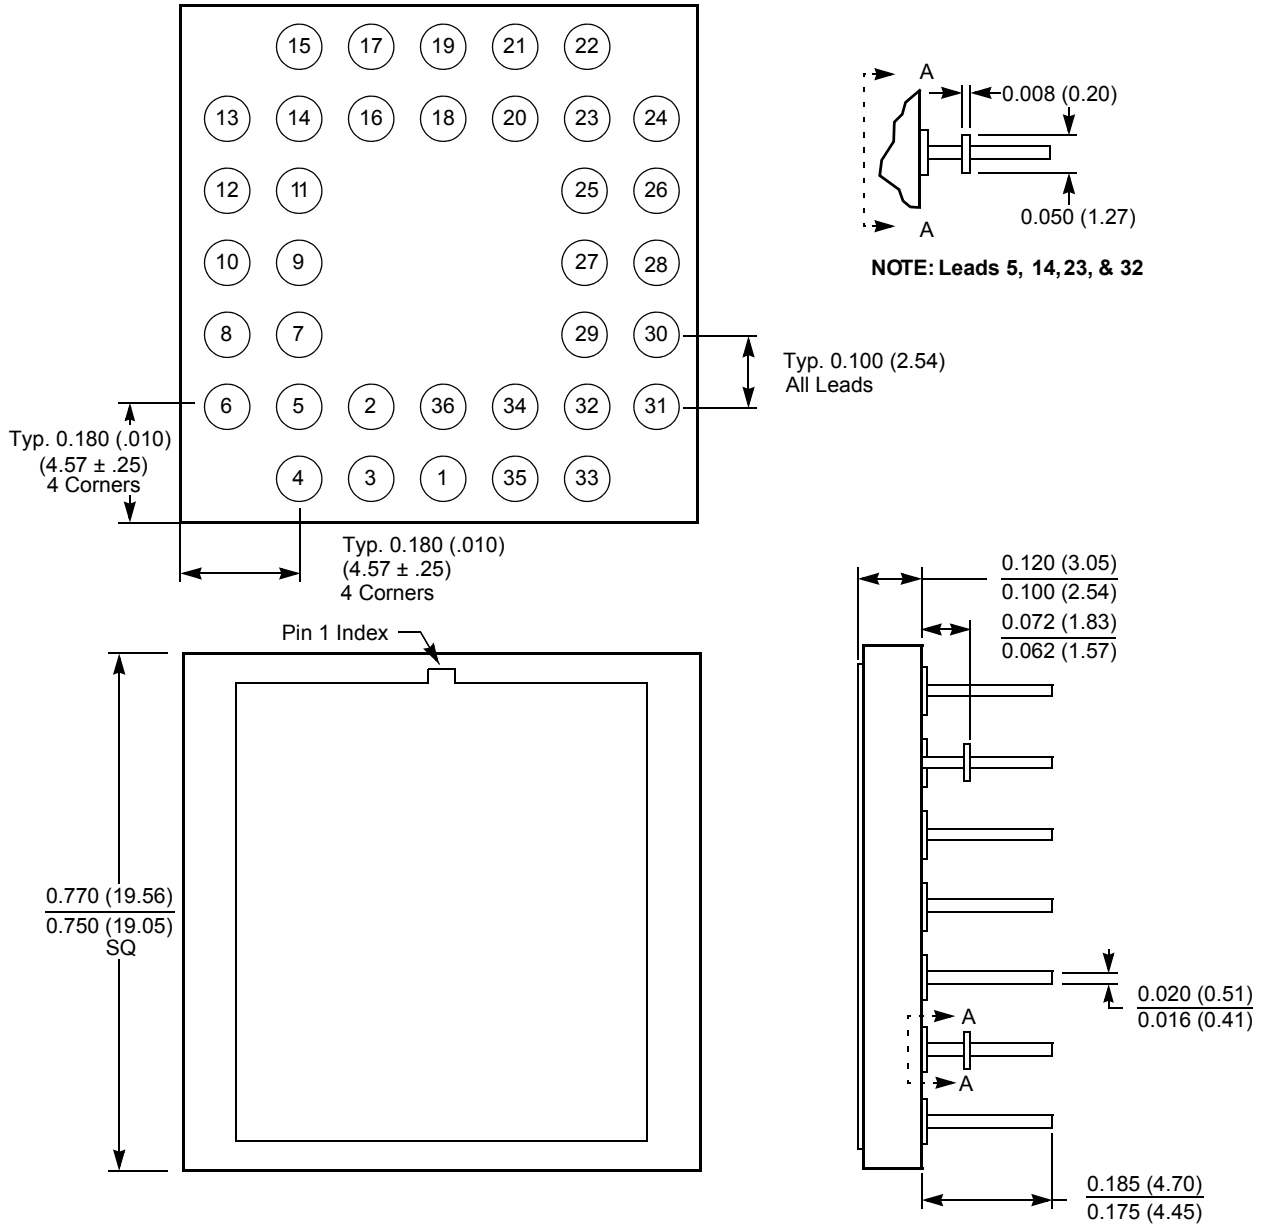 15 17 19 21 22
13 14 16 18 20 23 24
12 11 25 26
10 9 27 28
8 7 29 30
6 5 2 36 34 32 31
4 3 1 35 33
Typ. 0.180 (.010)
(4.57 ± .25)
4 Corners
Typ. 0.180 (.010)
(4.57 ± .25)
4 Corners
Typ. 0.100 (2.54)
All Leads
A
0.008 (0.20)
0.050 (1.27)
A
NOTE: Leads 5, 14, 23, & 32
Pin 1 Index
0.770 (19.56)
0.750 (19.05)
SQ
0.120 (3.05)
0.100 (2.54)
0.072 (1.83)
0.062 (1.57)
0.020 (0.51)
0.016 (0.41)
A
A
0.185 (4.70)
0.175 (4.45)